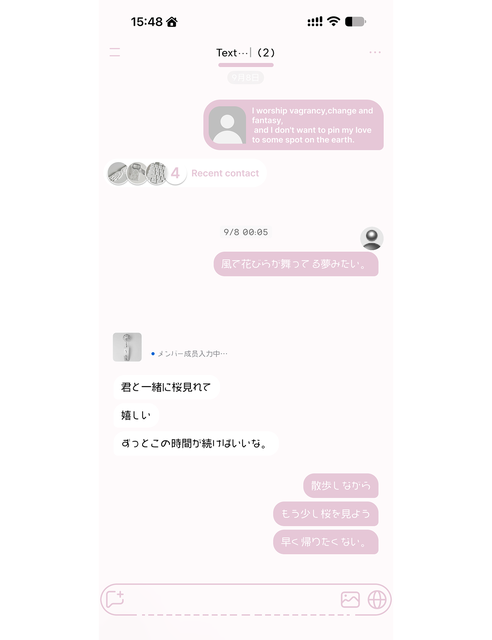 15:48
Text…|（2）
I worship vagrancy,change and
fantasy,
and I don't want to pin my love
to some spot on the earth.
4 Recent contact
9/8 00:05
風で花ひらが舞ってる夢みたい。
メンバー成員入力中…
君と一緒に桜見れて
嬉しい
ずっとこの時間が続けばいいな。
散歩しながら
もう少し桜を見よう
早く帰りたくない。